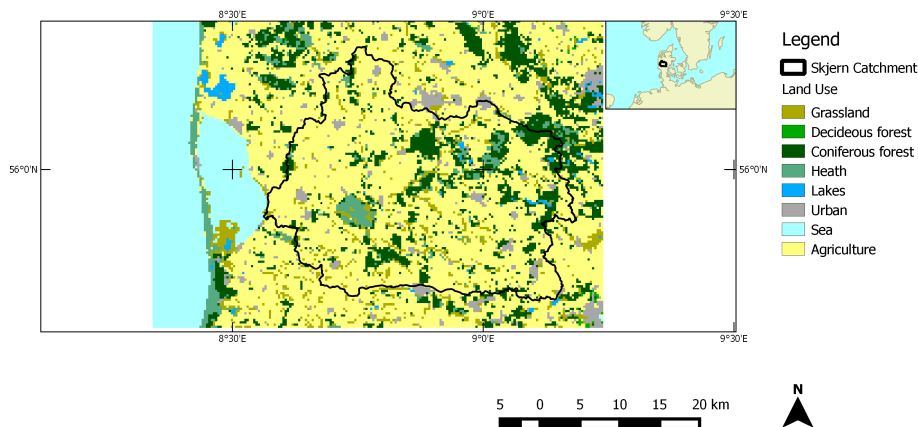 8°30'E 9°0'E 9°30'E
Legend
Skjern Catchment
Land Use
Grassland
Decideous forest
Coniferous forest
Heath
Lakes
Urban
Sea
Agriculture
56°0'N 56°0'N
8°30'E 9°0'E 9°30'E
5 0 5 10 15 20 km
N